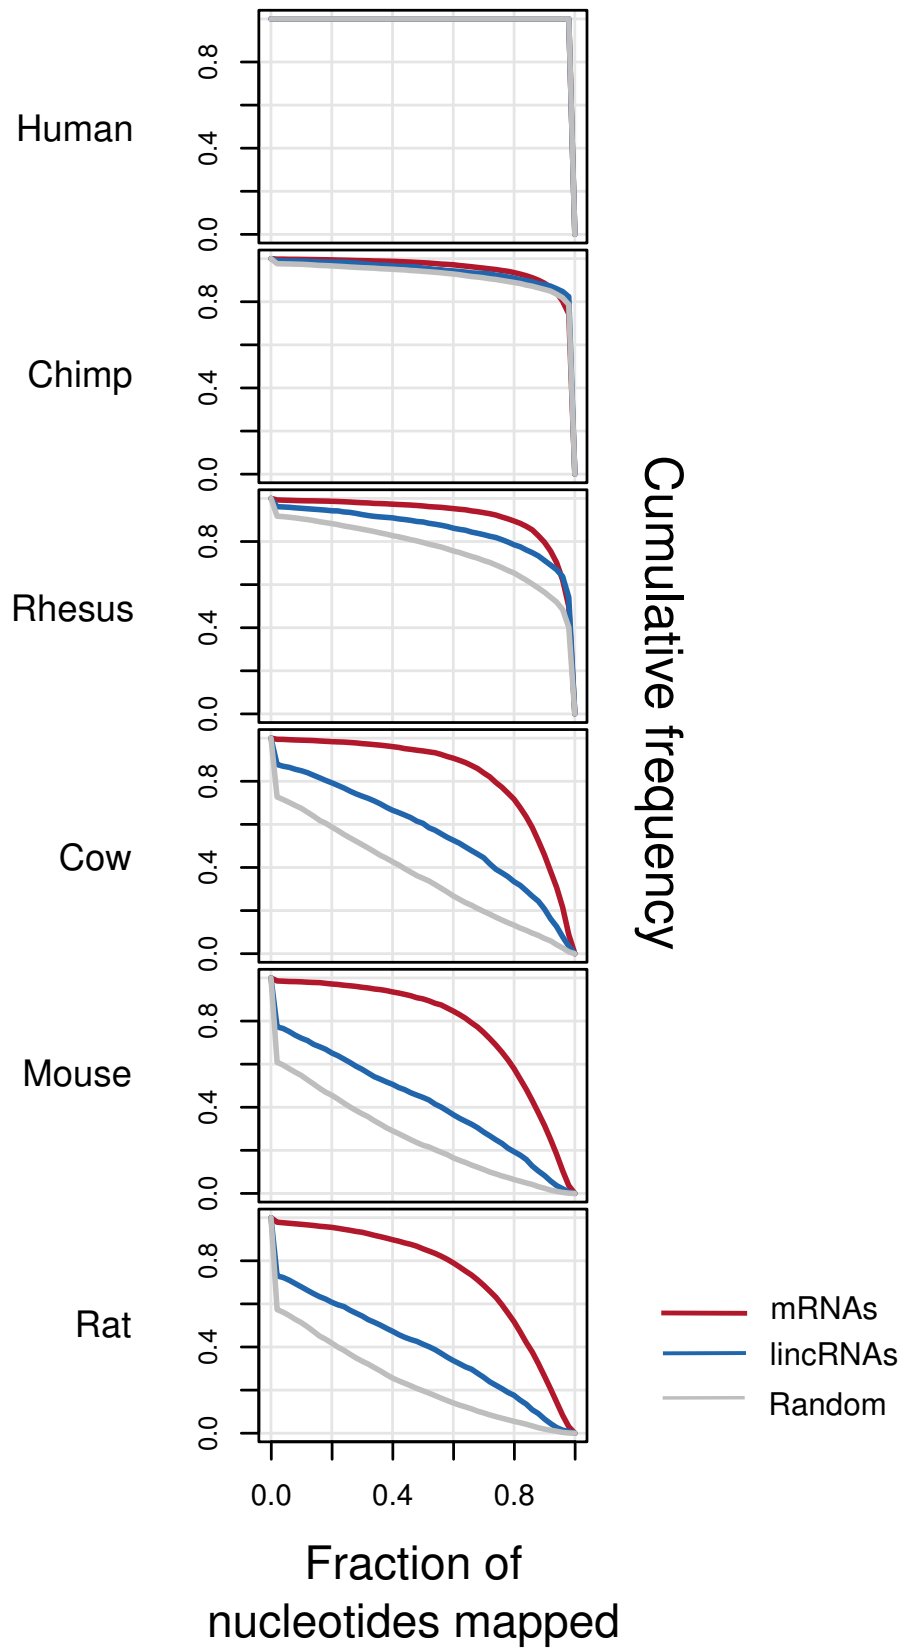 Human
0.8
0.4
0.0
Chimp
0.8
0.4
0.0
Rhesus
0.8
0.4
0.0
Cow
0.8
0.4
0.0
Mouse
0.8
0.4
0.0
Rat
0.8
0.4
0.0
0.0 0.4 0.8
Fraction of
nucleotides mapped
Cumulative frequency
mRNAs
lincRNAs
Random